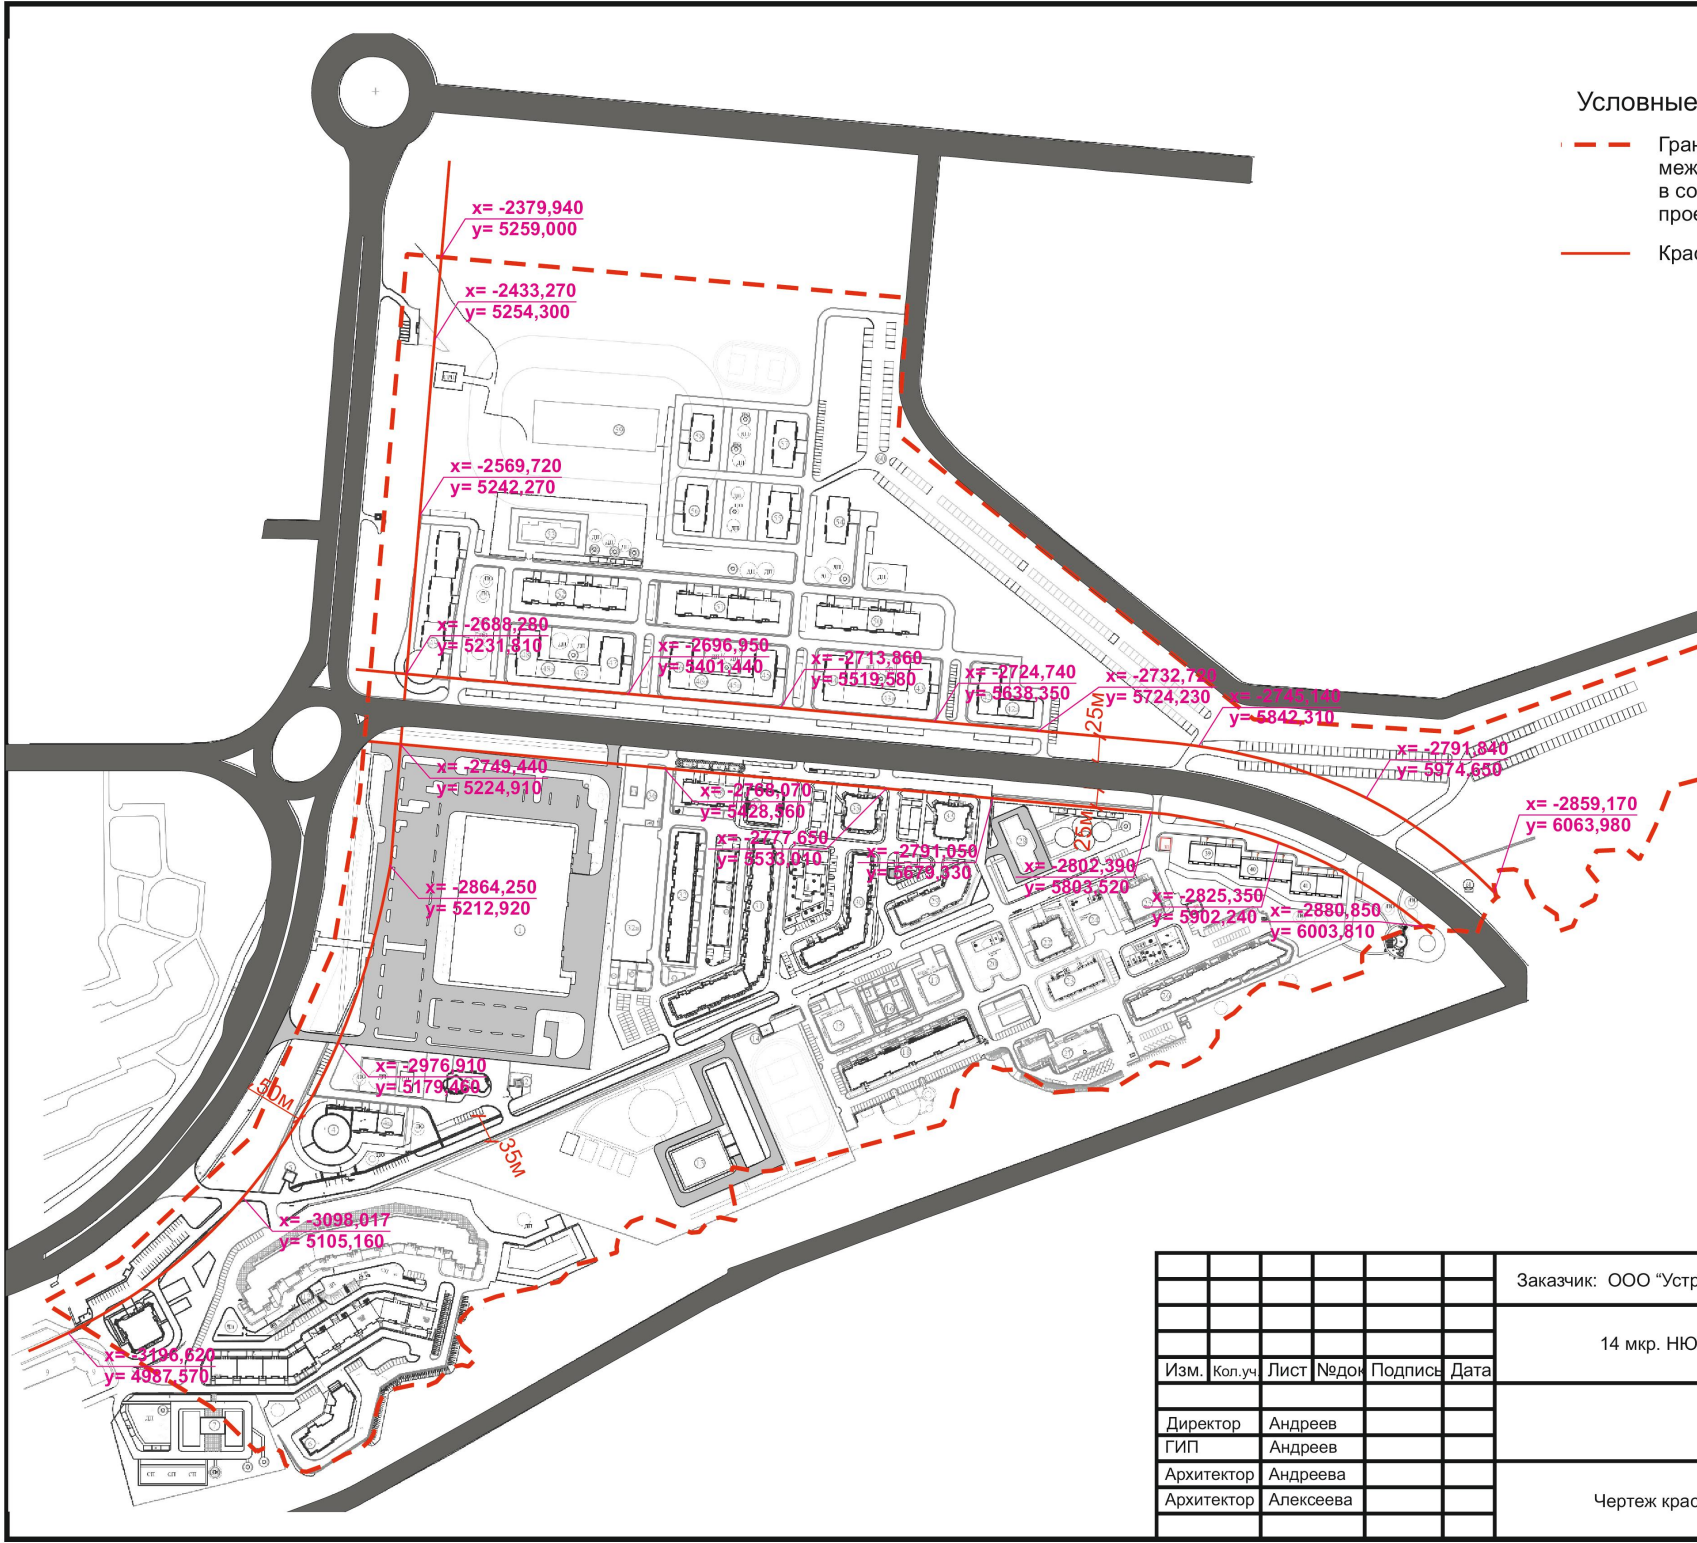 Условные
Гран
меж
в со
прое
Крас
x= -2379,940
y= 5259,000
x= -2433,270
y= 5254,300
x= -2569,720
y= 5242,270
x= -2688,280
y= 5231,810
x= -2696,950
y= 5401,440
x= -2713,860
y= 5519,580
x= -2724,740
y= 5638,350
x= -2732,720
y= 5724,230
x= -2745,140
y= 5842,310
x= -2791,840
y= 5974,650
x= -2859,170
y= 6063,980
25м
25м
x= -2749,440
y= 5224,910
x= -2768,070
y= 5428,560
x= -2777,650
y= 5533,010
x= -2791,050
y= 5679,330
x= -2802,390
y= 5803,520
x= -2825,350
y= 5902,240
x= -2880,850
y= 6003,810
x= -2864,250
y= 5212,920
x= -2976,910
y= 5179,460
50м
35м
x= -3098,017
y= 5105,160
x= -3196,620
y= 4987,570
Заказчик: ООО “Устр
14 мкр. НЮ
Изм. Кол.уч. Лист №док Подпись Дата
Директор Андреев
ГИП Андреев
Архитектор Андреева
Архитектор Алексеева
Чертеж крас